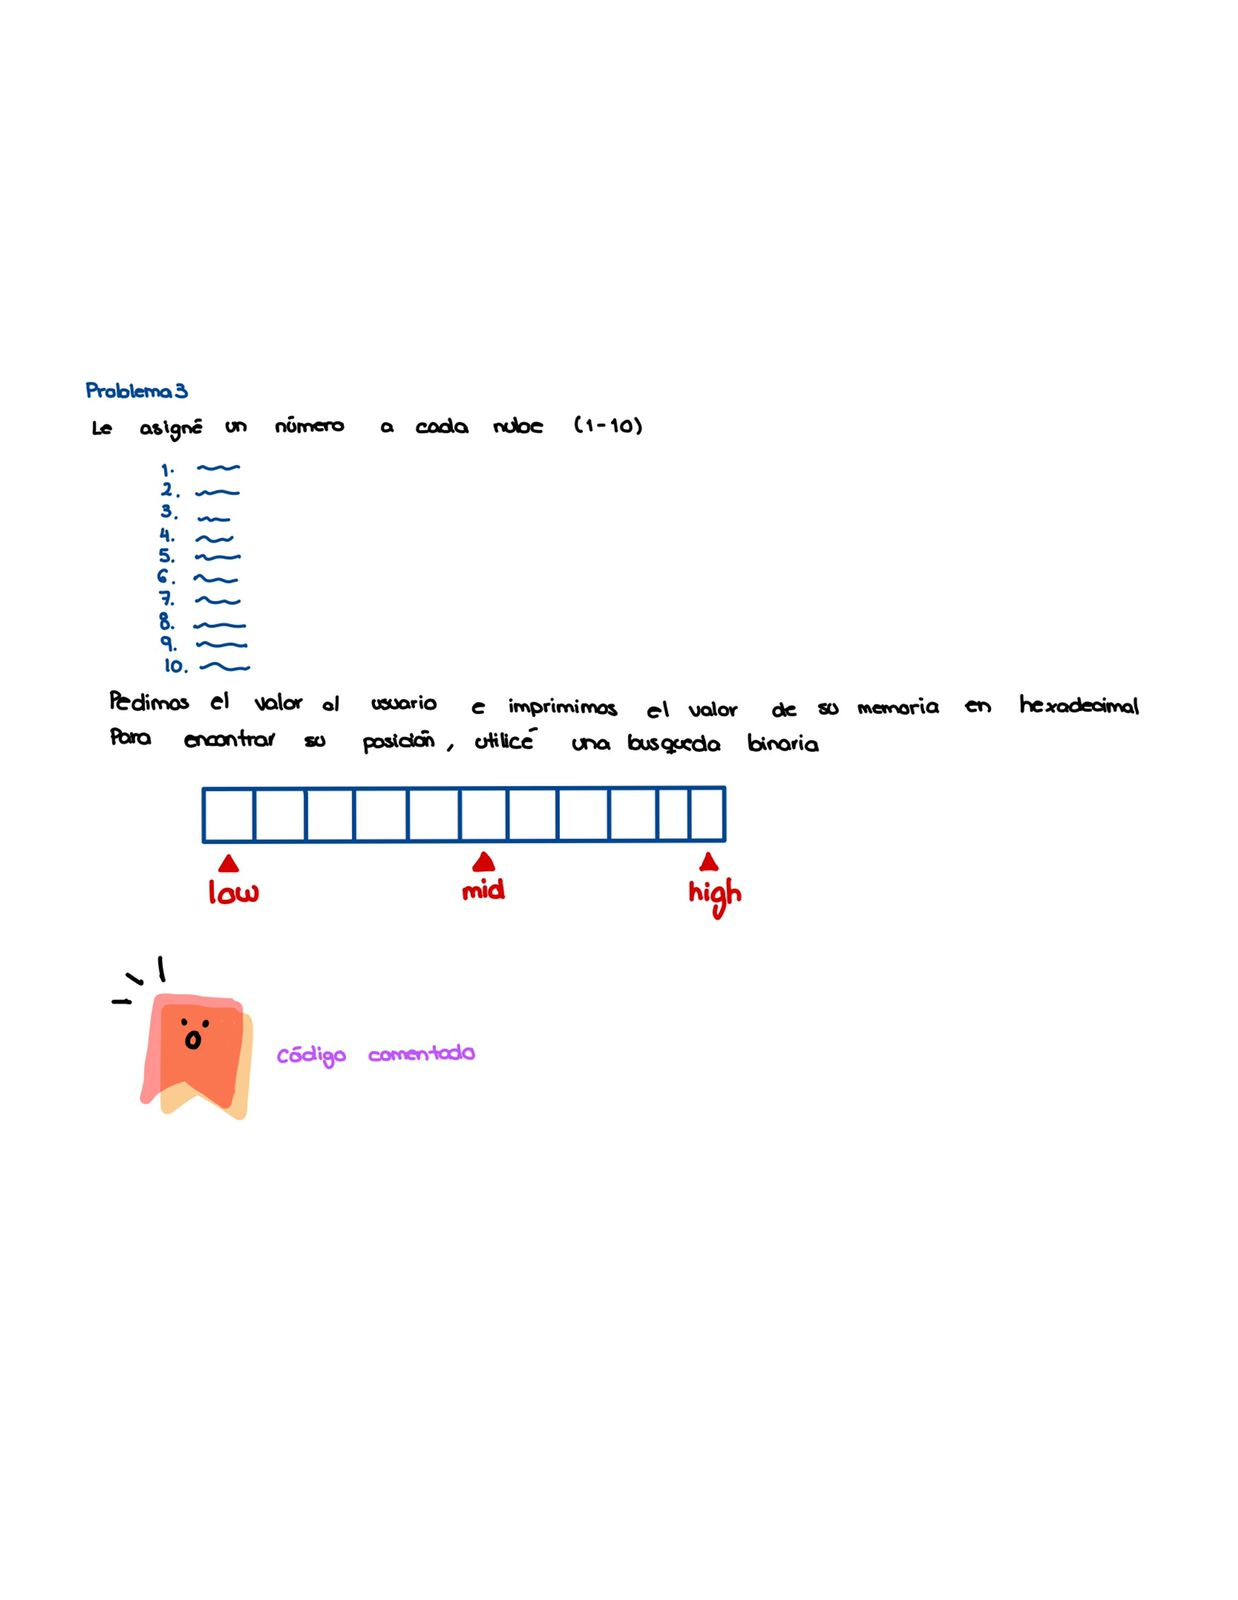 Problema 3
Le asigné un número a cada nube (1-10)
1.
2.
3.
4.
5.
6.
7.
8.
9.
10.
Pedimos el valor al usuario e imprimimos el valor de su memoria en hexadecimal
Para encontrar su posición, utilicé una busqueda binaria
low mid high
Código comentado